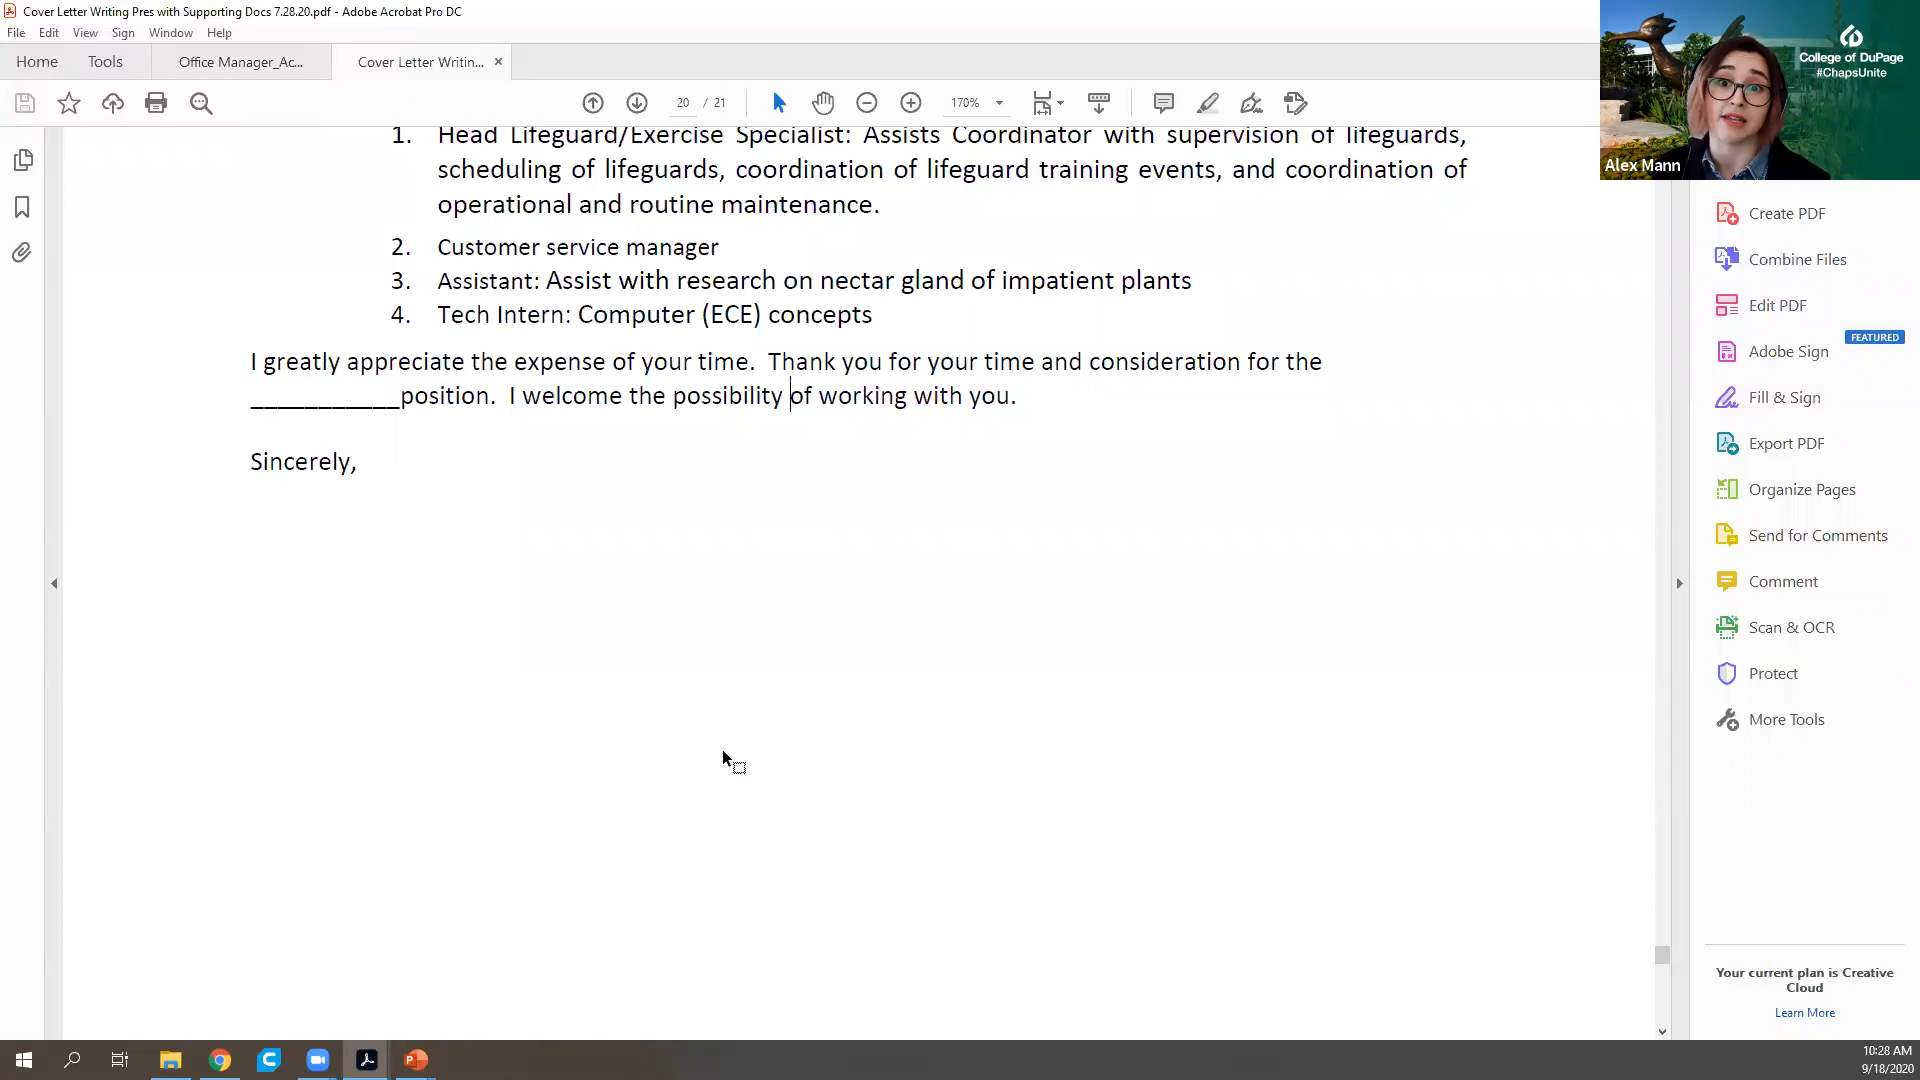 Cover Letter Writing Pres with Supporting Docs 7.28.20.pdf - Adobe Acrobat Pro DC
File Edit View Sign Window Help
Home Tools Office Manager_Ac... Cover Letter Writin... ×
20 / 21 170%
1. Head Lifeguard/Exercise Specialist: Assists Coordinator with supervision of lifeguards,
scheduling of lifeguards, coordination of lifeguard training events, and coordination of
operational and routine maintenance.
2. Customer service manager
3. Assistant: Assist with research on nectar gland of impatient plants
4. Tech Intern: Computer (ECE) concepts
I greatly appreciate the expense of your time.  Thank you for your time and consideration for the
___________position.  I welcome the possibility of working with you.
Sincerely,
College of DuPage
#ChapsUnite
Alex Mann
Create PDF
Combine Files
Edit PDF
FEATURED
Adobe Sign
Fill & Sign
Export PDF
Organize Pages
Send for Comments
Comment
Scan & OCR
Protect
More Tools
Your current plan is Creative
Cloud
Learn More
10:28 AM
9/18/2020